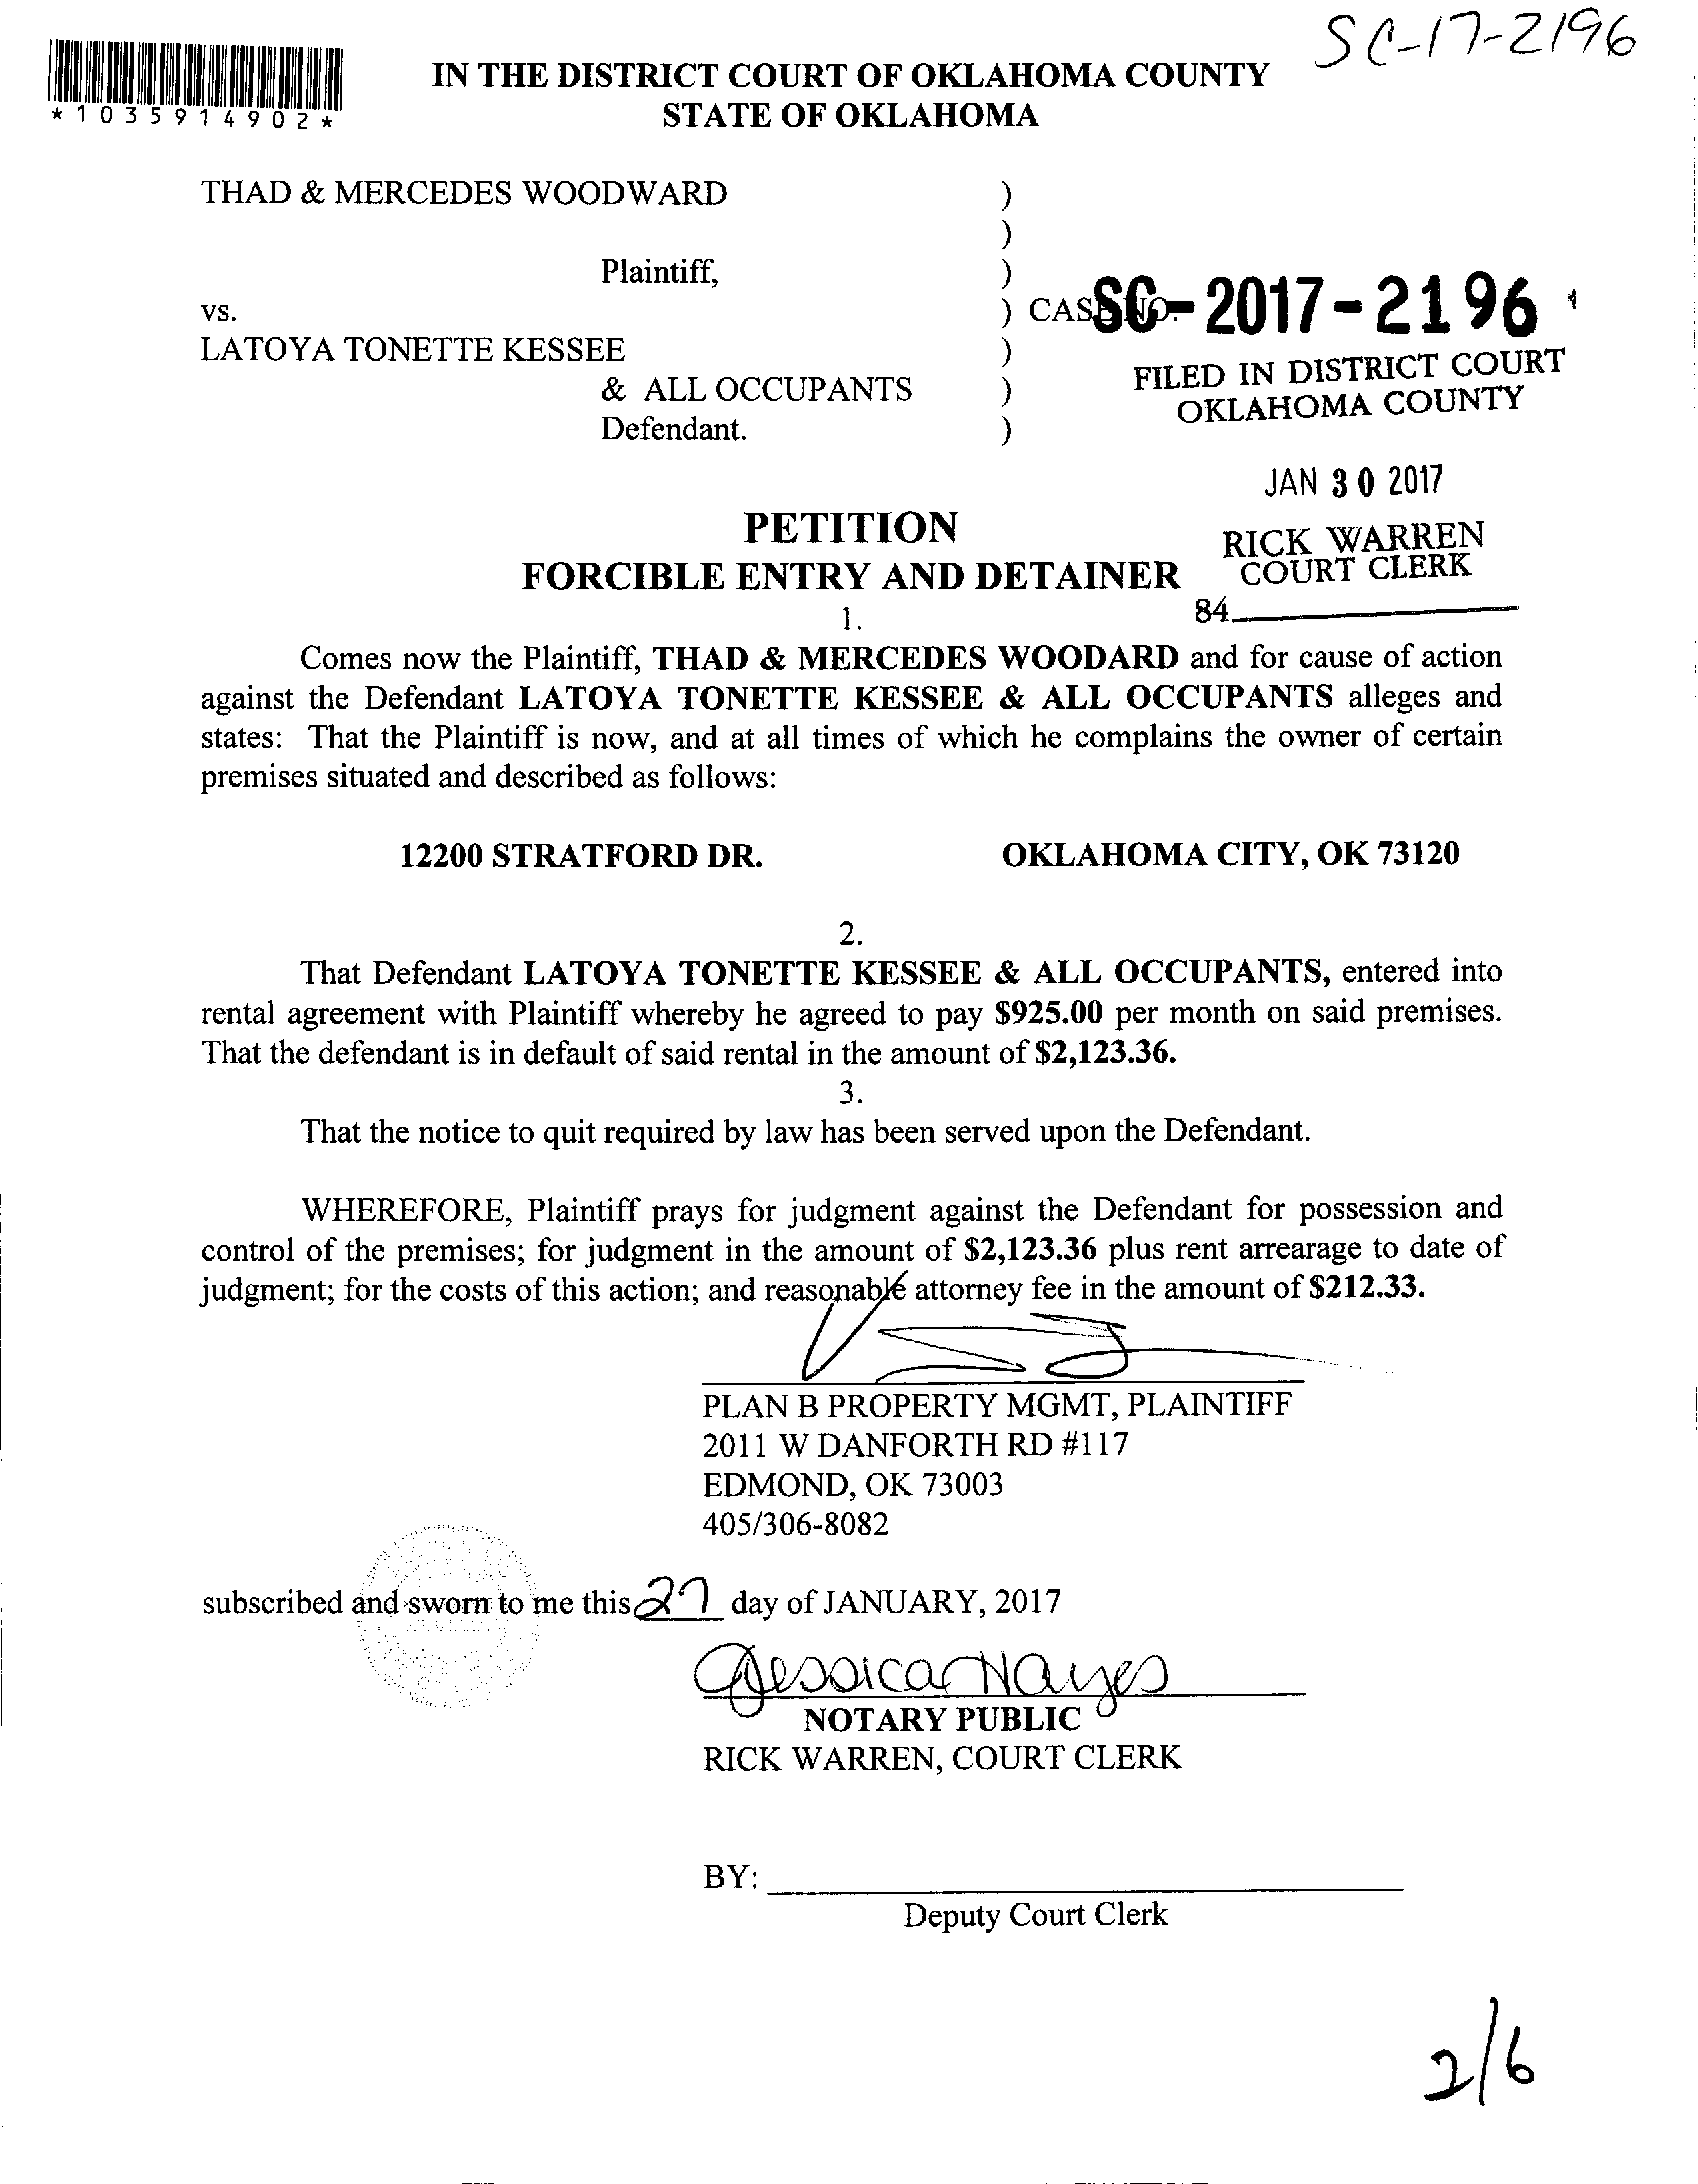 SC-17-2196
*1035914902*
IN THE DISTRICT COURT OF OKLAHOMA COUNTY
STATE OF OKLAHOMA
THAD & MERCEDES WOODWARD )
)
Plaintiff, )
vs. ) CASE NO. SC-2017-2196
LATOYA TONETTE KESSEE )
& ALL OCCUPANTS )
Defendant. )
FILED IN DISTRICT COURT
OKLAHOMA COUNTY
JAN 30 2017
RICK WARREN
COURT CLERK
84
PETITION
FORCIBLE ENTRY AND DETAINER
1.
Comes now the Plaintiff, THAD & MERCEDES WOODARD and for cause of action
against the Defendant LATOYA TONETTE KESSEE & ALL OCCUPANTS alleges and
states: That the Plaintiff is now, and at all times of which he complains the owner of certain
premises situated and described as follows:
12200 STRATFORD DR. OKLAHOMA CITY, OK 73120
2.
That Defendant LATOYA TONETTE KESSEE & ALL OCCUPANTS, entered into
rental agreement with Plaintiff whereby he agreed to pay $925.00 per month on said premises.
That the defendant is in default of said rental in the amount of $2,123.36.
3.
That the notice to quit required by law has been served upon the Defendant.
WHEREFORE, Plaintiff prays for judgment against the Defendant for possession and
control of the premises; for judgment in the amount of $2,123.36 plus rent arrearage to date of
judgment; for the costs of this action; and reasonable attorney fee in the amount of $212.33.
PLAN B PROPERTY MGMT, PLAINTIFF
2011 W DANFORTH RD #117
EDMOND, OK 73003
405/306-8082
subscribed and sworn to me this 27 day of JANUARY, 2017
Jessica Hayes
NOTARY PUBLIC
RICK WARREN, COURT CLERK
BY:
Deputy Court Clerk
2/6